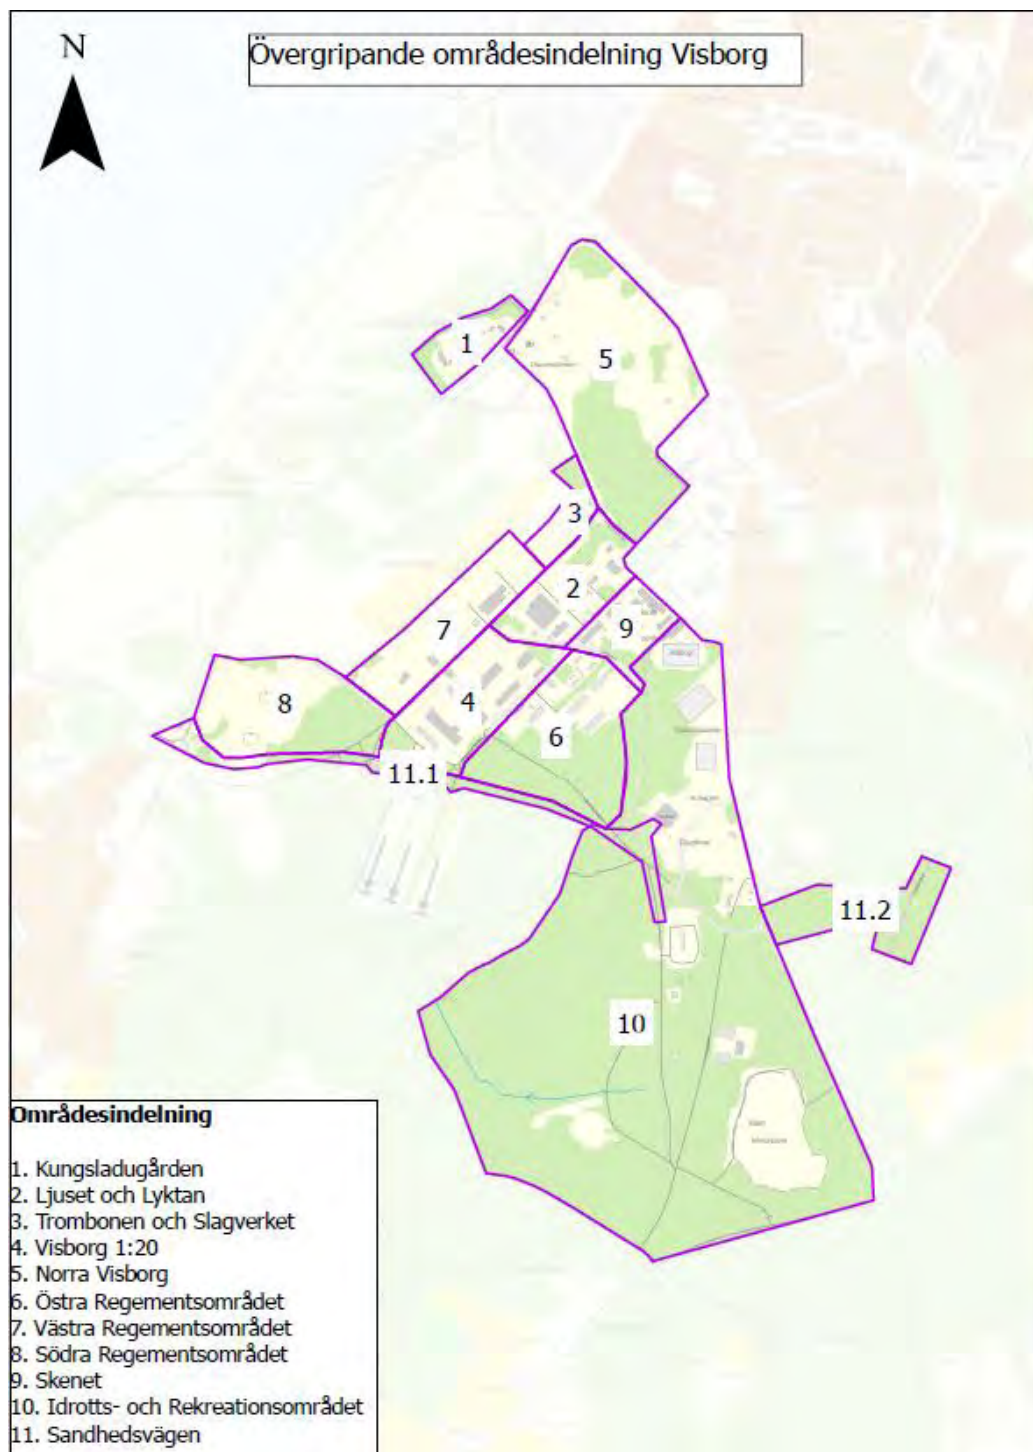 N
Övergripande områdesindelning Visborg
1
5
3
2
9
7
8
4
6
11.1
11.2
10
Områdesindelning
1. Kungsladugården
2. Ljuset och Lyktan
3. Trombonen och Slagverket
4. Visborg 1:20
5. Norra Visborg
6. Östra Regementsområdet
7. Västra Regementsområdet
8. Södra Regementsområdet
9. Skenet
10. Idrotts- och Rekreationsområdet
11. Sandhedsvägen